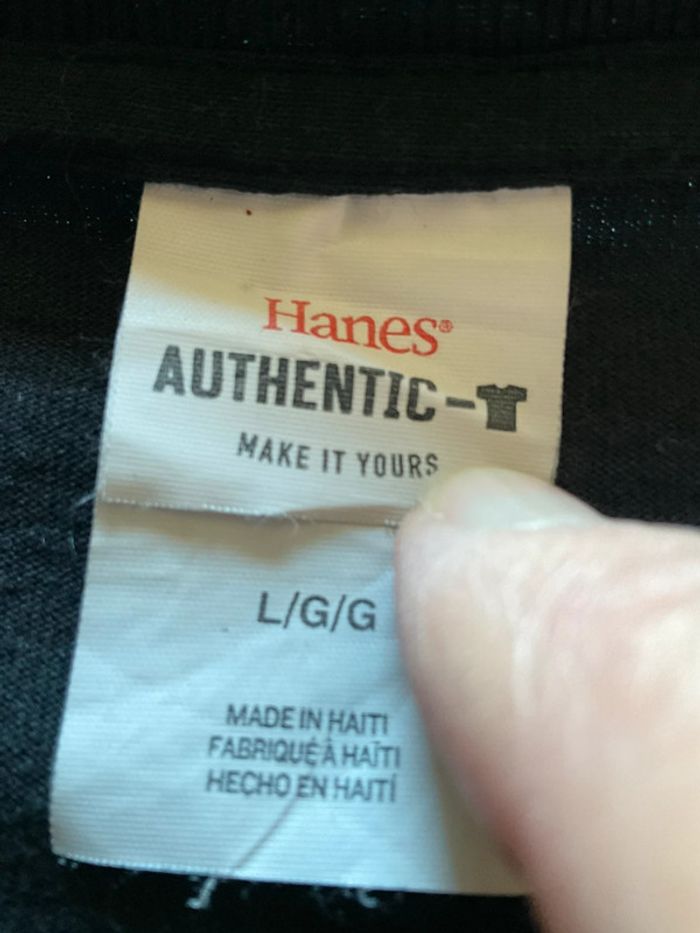 Hanes®
AUTHENTIC-
MAKE IT YOURS
L/G/G
MADE IN HAITI
FABRIQUÉ À HAÏTI
HECHO EN HAITÍ